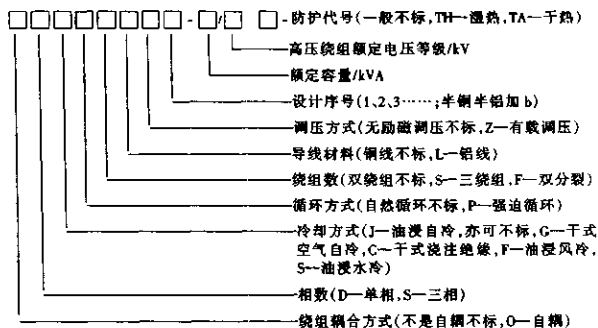 □□□□□□□□-□/□ □-防护代号(一般不标,TH—湿热,TA—干热)
高压绕组额定电压等级/kV
额定容量/kVA
设计序号(1、2、3……;半铜半铝加b)
调压方式(无励磁调压不标,Z—有载调压)
导线材料(铜线不标,L—铝线)
绕组数(双绕组不标,S—三绕组,F—双分裂)
循环方式(自然循环不标,P—强迫循环)
冷却方式(J—油浸自冷,亦可不标,G—干式
空气自冷,C—干式浇注绝缘,F—油浸风冷,
S—油浸水冷)
相数(D—单相,S—三相)
绕组耦合方式(不是自耦不标,O—自耦)